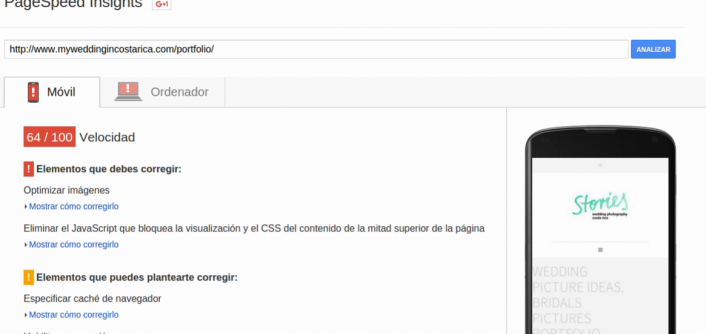 PageSpeed Insights
G+1
http://www.myweddingincostarica.com/portfolio/
ANALIZAR
Móvil
Ordenador
64 / 100 Velocidad
! Elementos que debes corregir:
Optimizar imágenes
Mostrar cómo corregirlo
Eliminar el JavaScript que bloquea la visualización y el CSS del contenido de la mitad superior de la página
Mostrar cómo corregirlo
! Elementos que puedes plantearte corregir:
Especificar caché de navegador
Mostrar cómo corregirlo
Stories
wedding photography
WEDDING
PICTURE IDEAS,
BRIDALS
PICTURES
PORTFOLIO